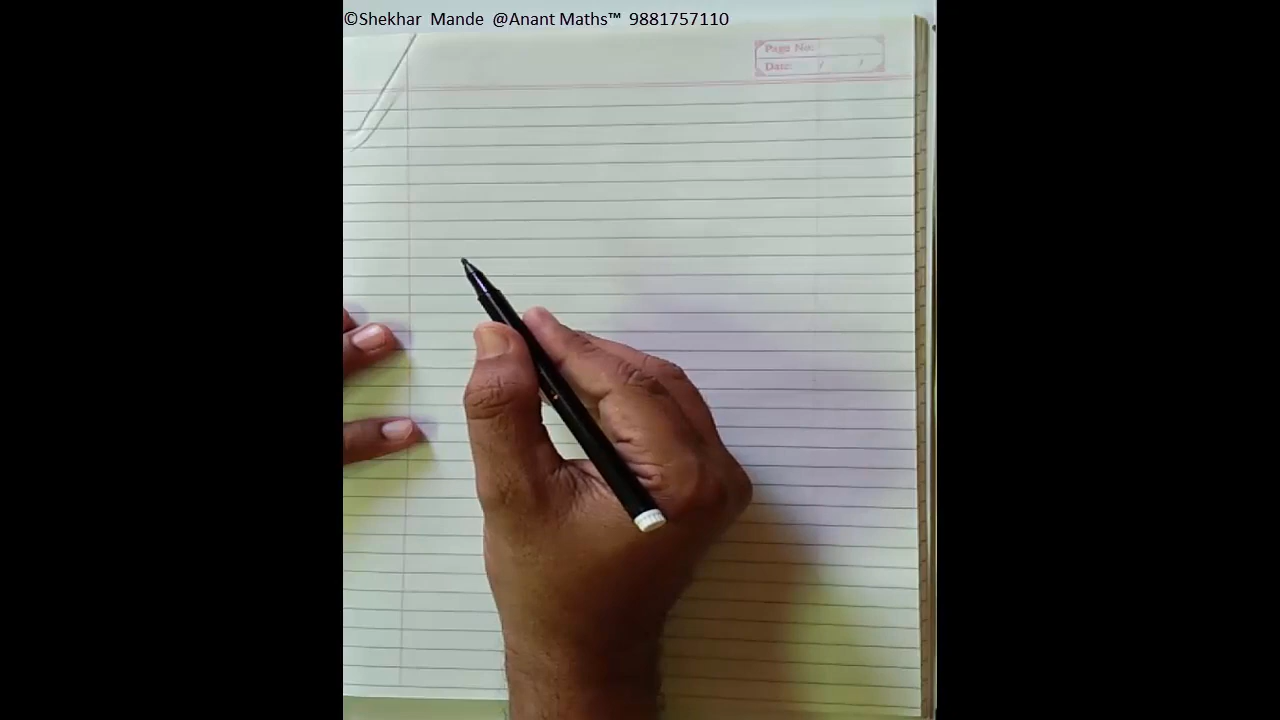 ©Shekhar Mande @Anant Maths™ 9881757110
Page No:
Date: / /